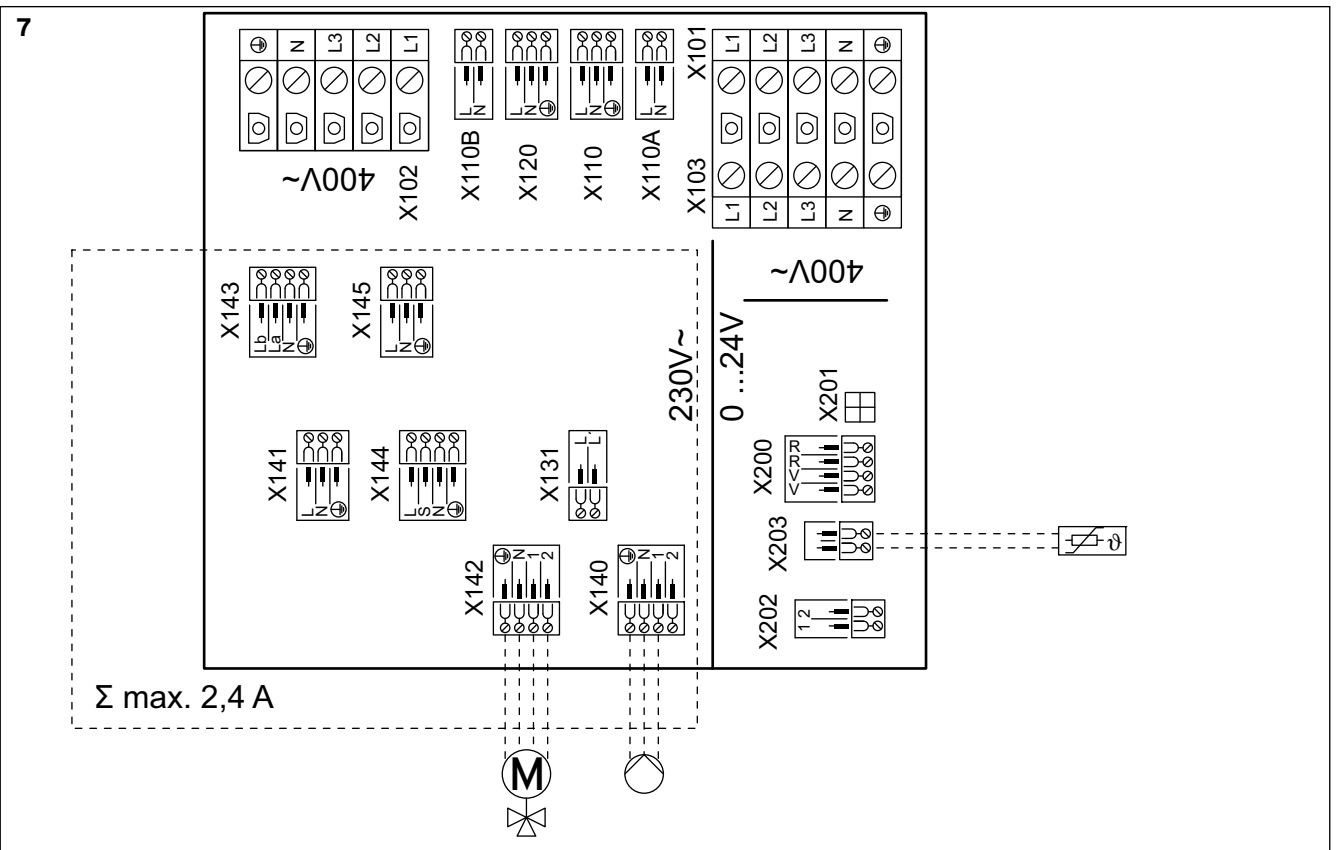 7
⏚ N L3 L2 L1
400V~
X102
L N
X110B
L N ⏚
X120
L N ⏚
X110
L N
X110A
X101
L1 L2 L3 N ⏚
X103
L1 L2 L3 N ⏚
400V~
X143
Lb La N ⏚
X145
L N ⏚
230V~
0 ...24V
X201
X141
L N ⏚
X144
L S N ⏚
X131
L L'
X200
R
R
V
V
X203
ϑ
X142
⏚ N 1 2
X140
⏚ N 1 2
X202
1 2
Σ max. 2,4 A
M